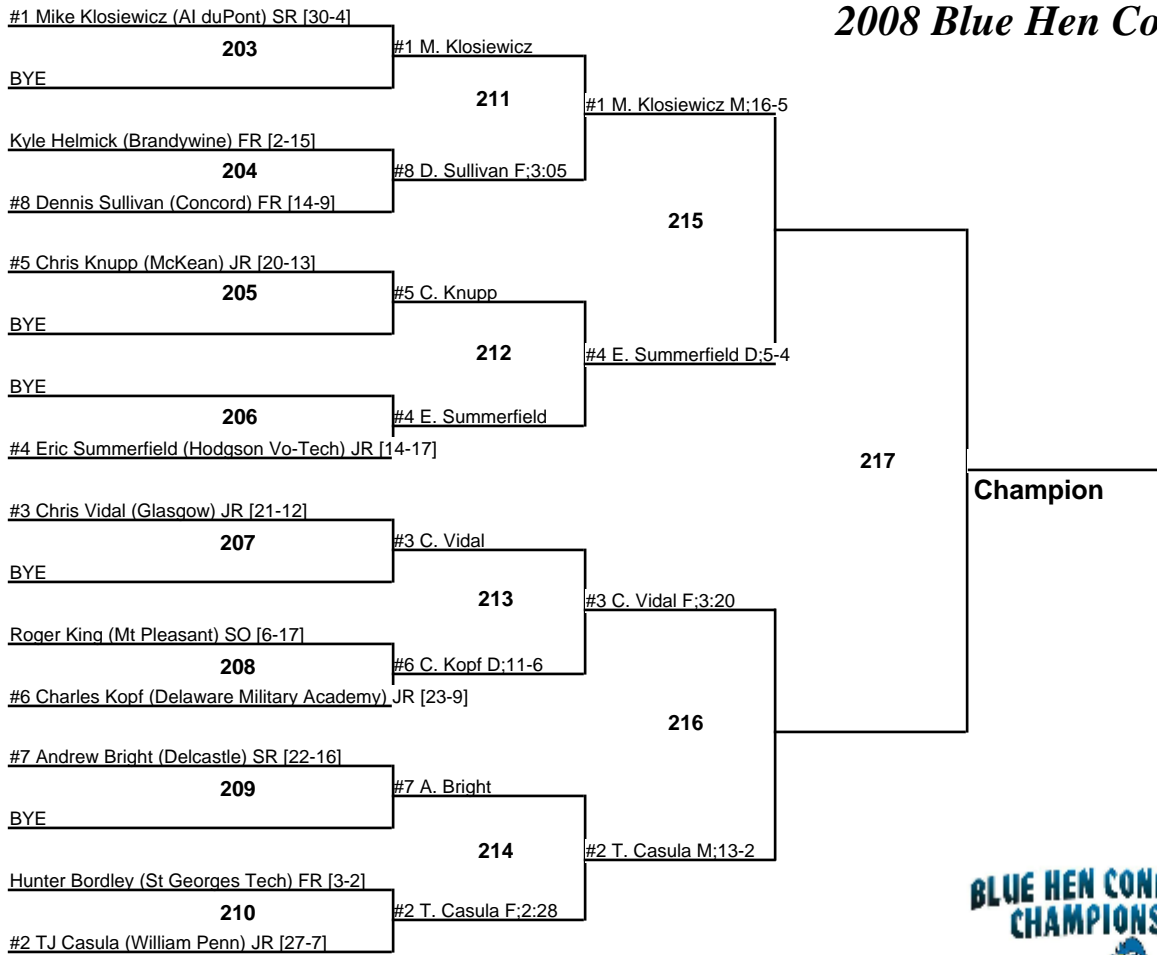 2008 Blue Hen Co
#1 Mike Klosiewicz (AI duPont) SR [30-4]
203
#1 M. Klosiewicz
BYE
211
#1 M. Klosiewicz M;16-5
Kyle Helmick (Brandywine) FR [2-15]
204
#8 D. Sullivan F;3:05
#8 Dennis Sullivan (Concord) FR [14-9]
215
#5 Chris Knupp (McKean) JR [20-13]
205
#5 C. Knupp
BYE
212
#4 E. Summerfield D;5-4
BYE
206
#4 E. Summerfield
#4 Eric Summerfield (Hodgson Vo-Tech) JR [14-17]
217
Champion
#3 Chris Vidal (Glasgow) JR [21-12]
207
#3 C. Vidal
BYE
213
#3 C. Vidal F;3:20
Roger King (Mt Pleasant) SO [6-17]
208
#6 C. Kopf D;11-6
#6 Charles Kopf (Delaware Military Academy) JR [23-9]
216
#7 Andrew Bright (Delcastle) SR [22-16]
209
#7 A. Bright
BYE
214
#2 T. Casula M;13-2
Hunter Bordley (St Georges Tech) FR [3-2]
210
#2 T. Casula F;2:28
#2 TJ Casula (William Penn) JR [27-7]
BLUE HEN CON
CHAMPIONS